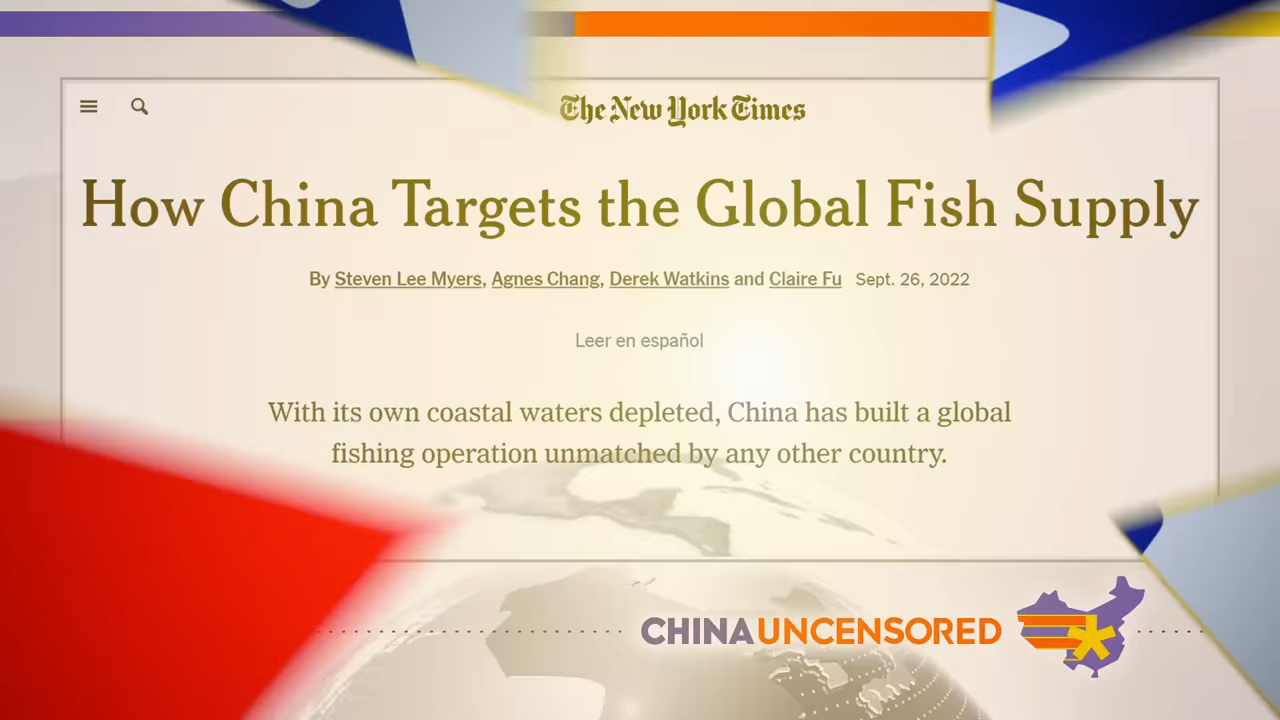 The New York Times
How China Targets the Global Fish Supply
By Steven Lee Myers, Agnes Chang, Derek Watkins and Claire Fu Sept. 26, 2022
Leer en español
With its own coastal waters depleted, China has built a global
fishing operation unmatched by any other country.
CHINAUNCENSORED